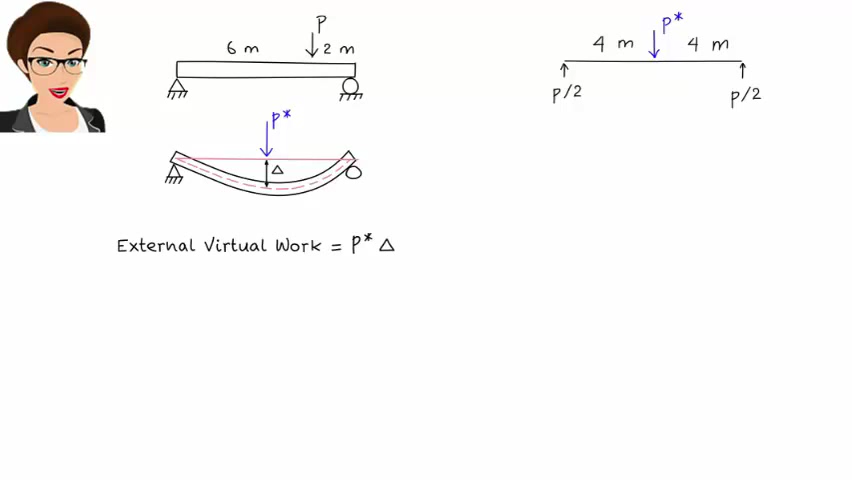 P
6 m 2 m
P*
Δ
External Virtual Work = P* Δ
P*
4 m 4 m
P/2 P/2